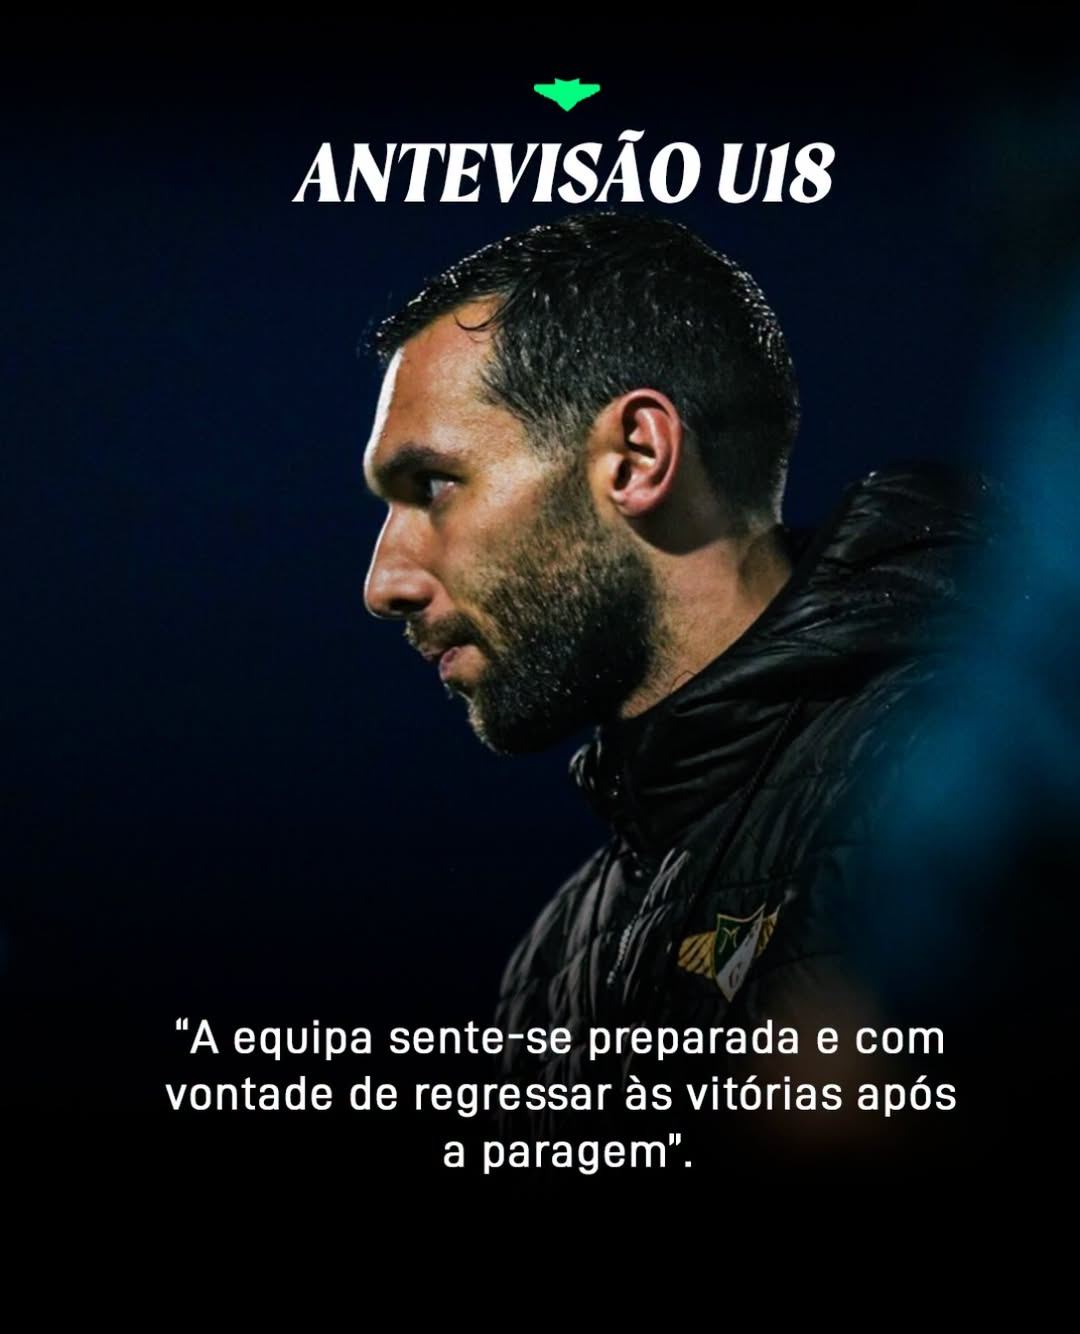 ANTEVISÃO U18
“A equipa sente-se preparada e com
vontade de regressar às vitórias após
a paragem”.